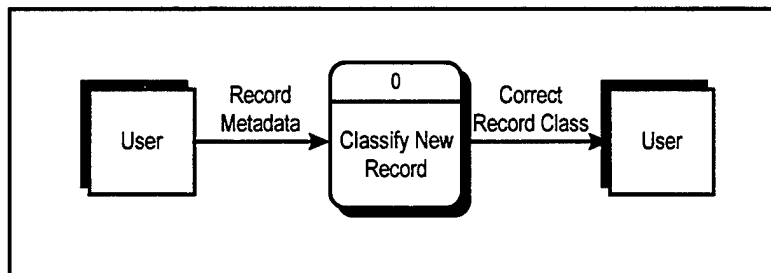 User
Record
Metadata
0
Classify New
Record
Correct
Record Class
User